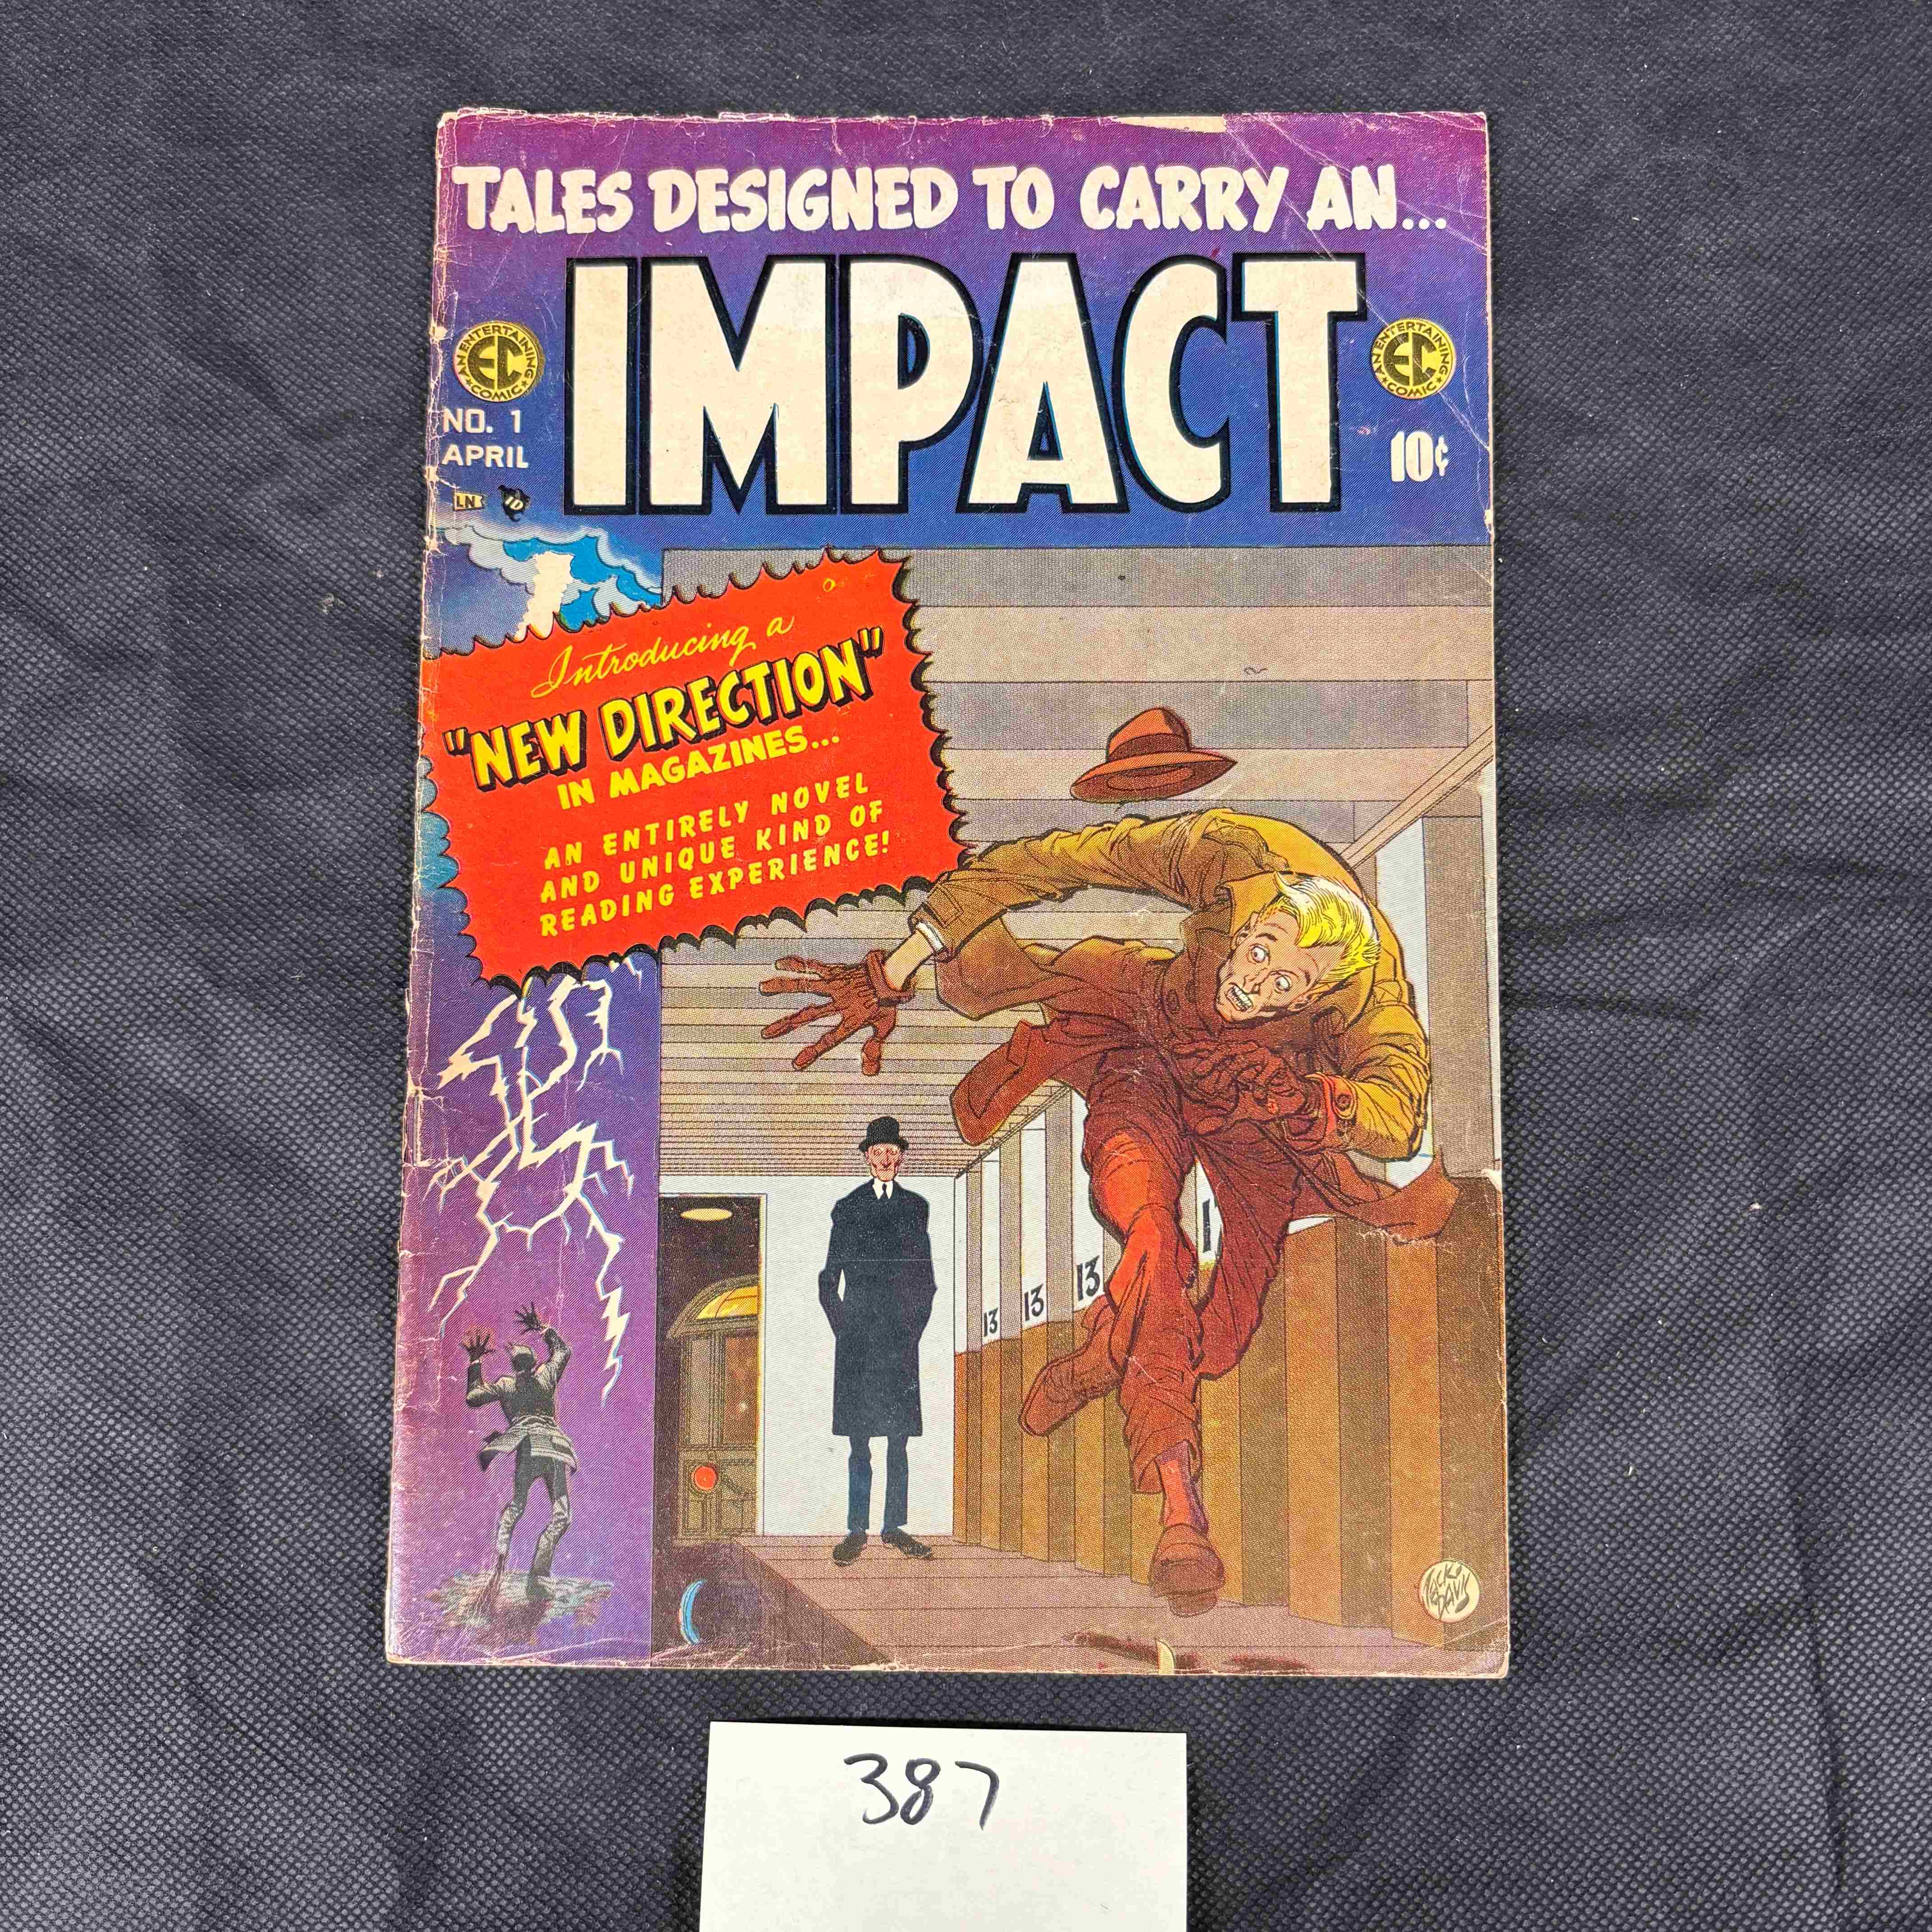 TALES DESIGNED TO CARRY AN...
IMPACT
AN ENTERTAINING
EC
COMIC
NO. 1
APRIL
LN
ID
AN ENTERTAINING
EC
COMIC
10¢
Introducing a
"NEW DIRECTION"
IN MAGAZINES...
AN ENTIRELY NOVEL
AND UNIQUE KIND OF
READING EXPERIENCE!
13
13
13
JACK
DAVIS
387